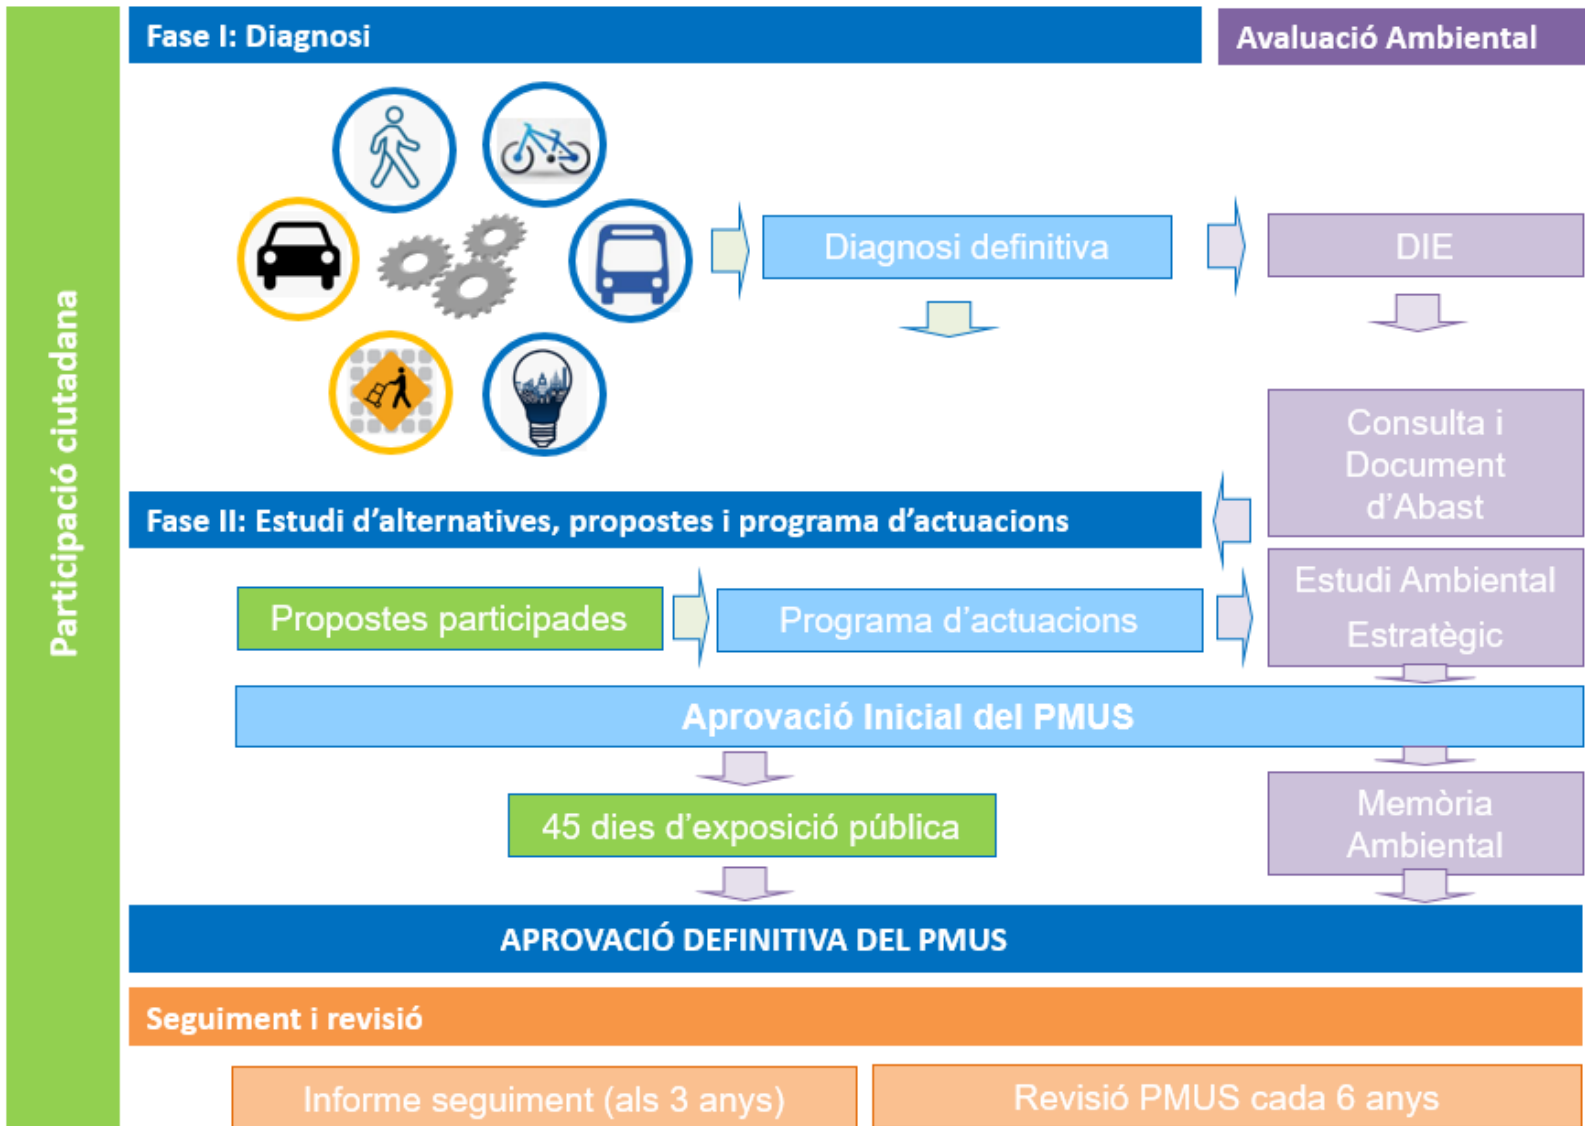 Participació ciutadana
Fase I: Diagnosi
Avaluació Ambiental
Diagnosi definitiva
DIE
Consulta i
Document
d'Abast
Fase II: Estudi d'alternatives, propostes i programa d'actuacions
Propostes participades
Programa d'actuacions
Estudi Ambiental
Estratègic
Aprovació Inicial del PMUS
45 dies d'exposició pública
Memòria
Ambiental
APROVACIÓ DEFINITIVA DEL PMUS
Seguiment i revisió
Informe seguiment (als 3 anys)
Revisió PMUS cada 6 anys